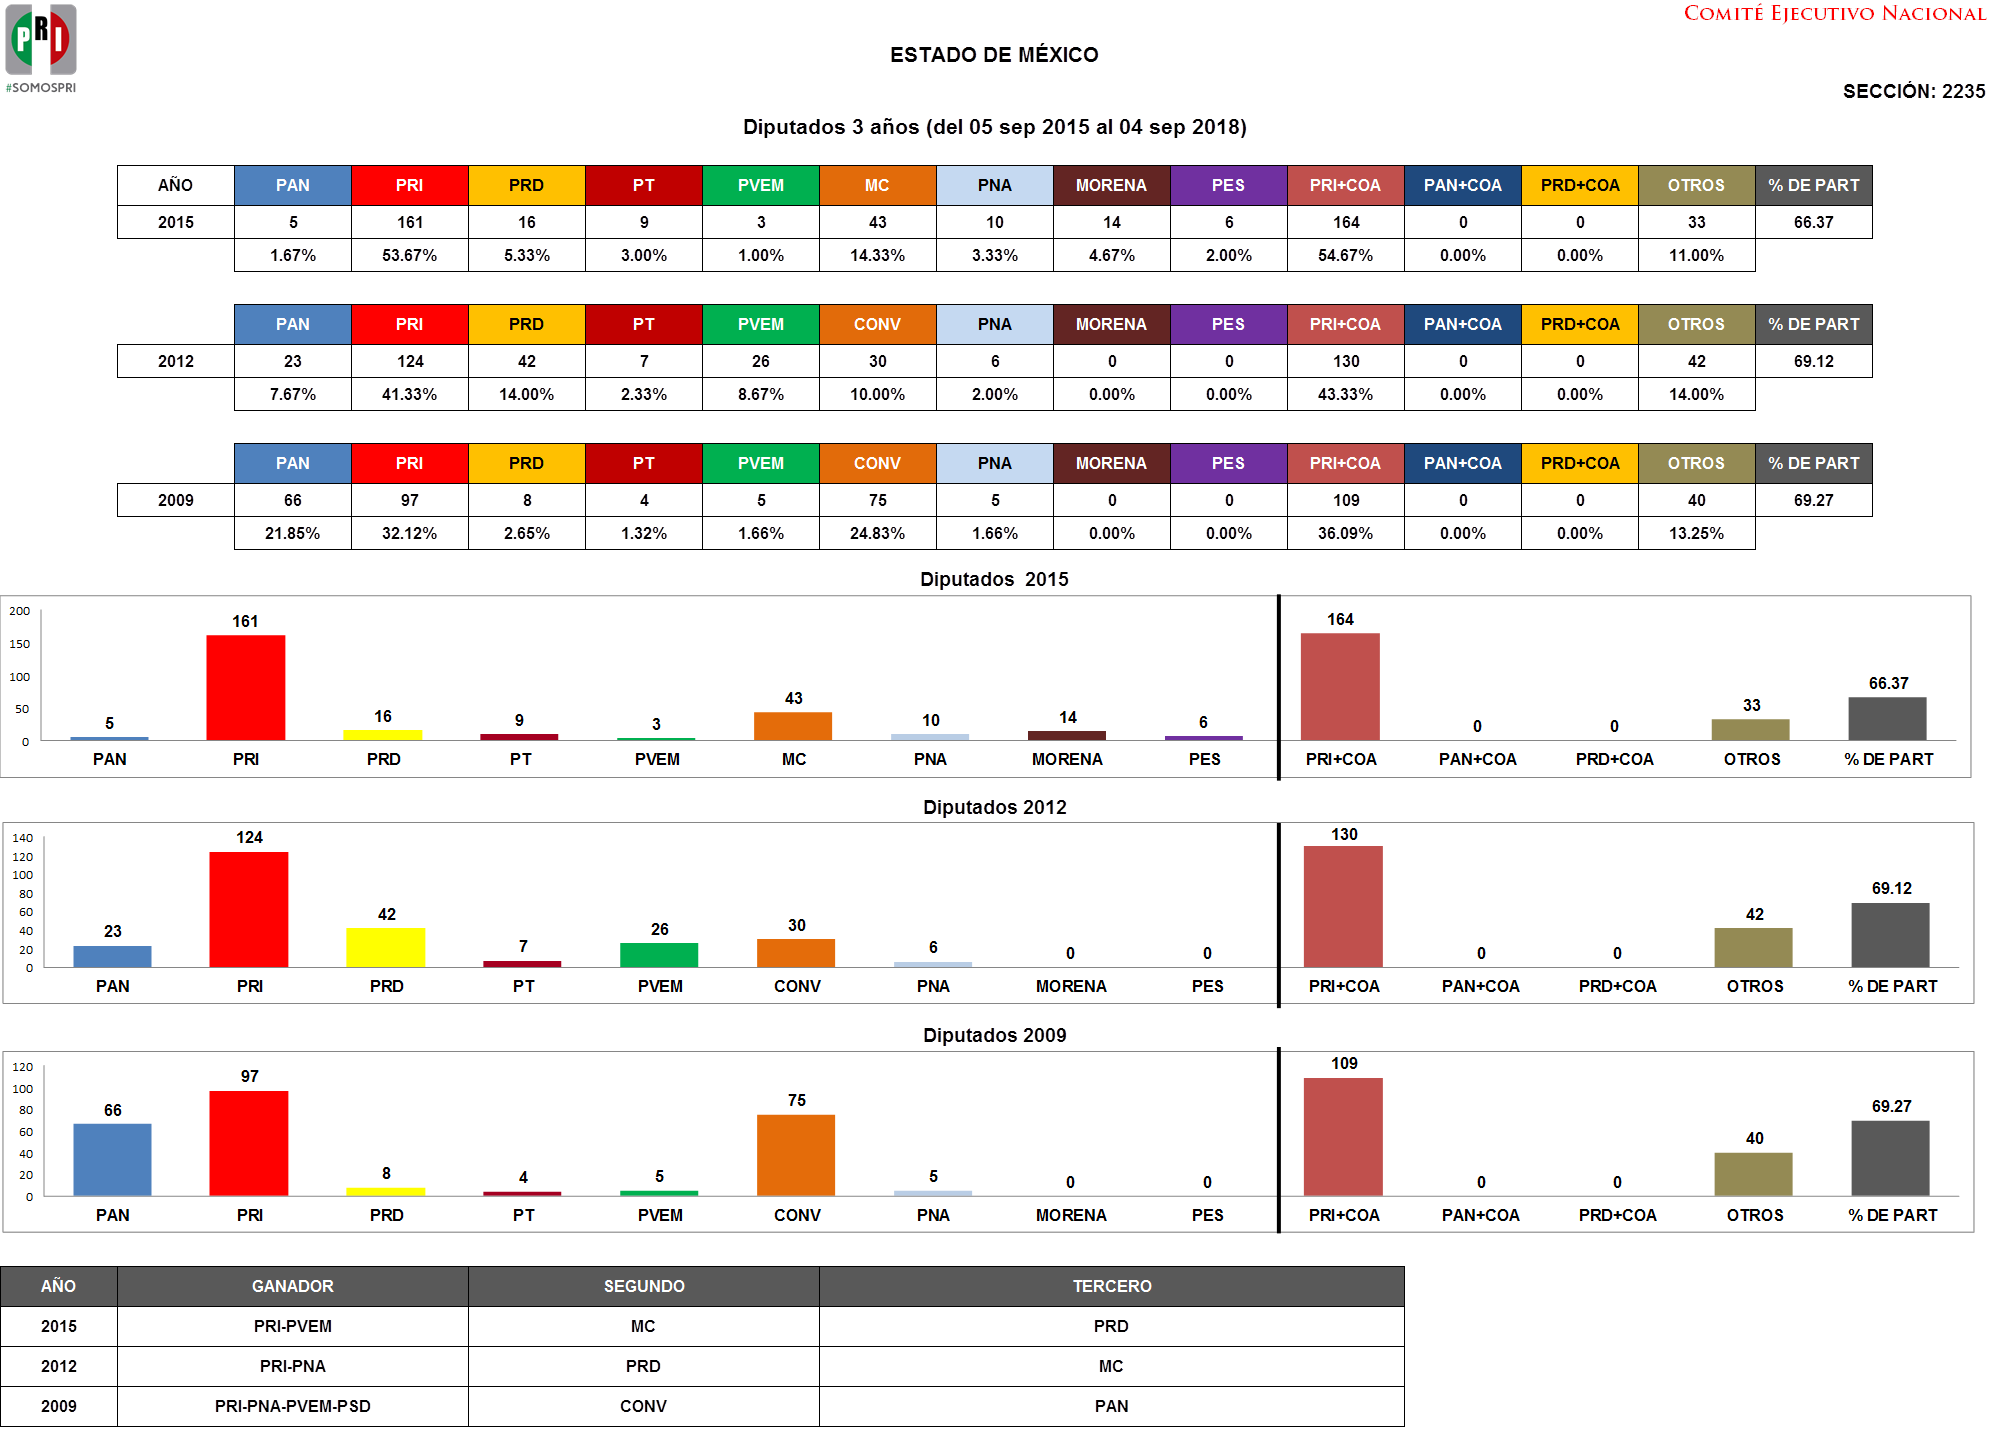 PRI
#SOMOSPRI
COMITÉ EJECUTIVO NACIONAL
ESTADO DE MÉXICO
SECCIÓN: 2235
Diputados 3 años (del 05 sep 2015 al 04 sep 2018)
AÑO PAN PRI PRD PT PVEM MC PNA MORENA PES PRI+COA PAN+COA PRD+COA OTROS % DE PART
2015 5 161 16 9 3 43 10 14 6 164 0 0 33 66.37
1.67% 53.67% 5.33% 3.00% 1.00% 14.33% 3.33% 4.67% 2.00% 54.67% 0.00% 0.00% 11.00%
PAN PRI PRD PT PVEM CONV PNA MORENA PES PRI+COA PAN+COA PRD+COA OTROS % DE PART
2012 23 124 42 7 26 30 6 0 0 130 0 0 42 69.12
7.67% 41.33% 14.00% 2.33% 8.67% 10.00% 2.00% 0.00% 0.00% 43.33% 0.00% 0.00% 14.00%
PAN PRI PRD PT PVEM CONV PNA MORENA PES PRI+COA PAN+COA PRD+COA OTROS % DE PART
2009 66 97 8 4 5 75 5 0 0 109 0 0 40 69.27
21.85% 32.12% 2.65% 1.32% 1.66% 24.83% 1.66% 0.00% 0.00% 36.09% 0.00% 0.00% 13.25%
Diputados 2015
200
150
100
50
0
5 161 16 9 3 43 10 14 6 164 0 0 33 66.37
PAN PRI PRD PT PVEM MC PNA MORENA PES PRI+COA PAN+COA PRD+COA OTROS % DE PART
Diputados 2012
140
120
100
80
60
40
20
0
23 124 42 7 26 30 6 0 0 130 0 0 42 69.12
PAN PRI PRD PT PVEM CONV PNA MORENA PES PRI+COA PAN+COA PRD+COA OTROS % DE PART
Diputados 2009
120
100
80
60
40
20
0
66 97 8 4 5 75 5 0 0 109 0 0 40 69.27
PAN PRI PRD PT PVEM CONV PNA MORENA PES PRI+COA PAN+COA PRD+COA OTROS % DE PART
AÑO GANADOR SEGUNDO TERCERO
2015 PRI-PVEM MC PRD
2012 PRI-PNA PRD MC
2009 PRI-PNA-PVEM-PSD CONV PAN